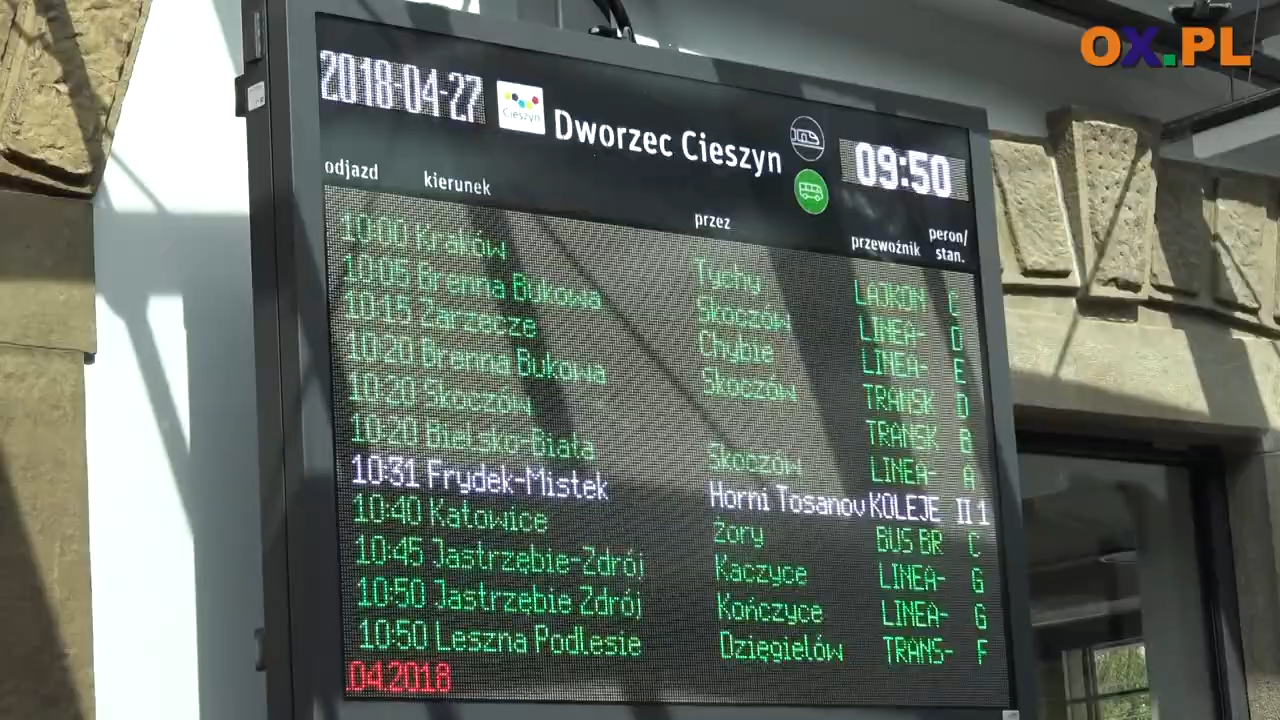 OX.PL
2018-04-27 Cieszyn Dworzec Cieszyn 09:50
odjazd kierunek przez przewoźnik peron/stan.
10:00 Kraków Tychy LAJKON C
10:05 Brenna Bukowa Skoczów LINEA- D
10:15 Zarzecze Chybie LINEA- E
10:20 Brenna Bukowa Skoczów TRANSK D
10:20 Skoczów TRANSK B
10:20 Bielsko-Biała Skoczów LINEA- A
10:31 Frydek-Mistek Horni Tosanov KOLEJE II 1
10:40 Katowice Żory BUS BR C
10:45 Jastrzębie-Zdrój Kaczyce LINEA- G
10:50 Jastrzębie Zdrój Kończyce LINEA- G
10:50 Leszna Podlesie Dzięgielów TRANS- F
04.2018